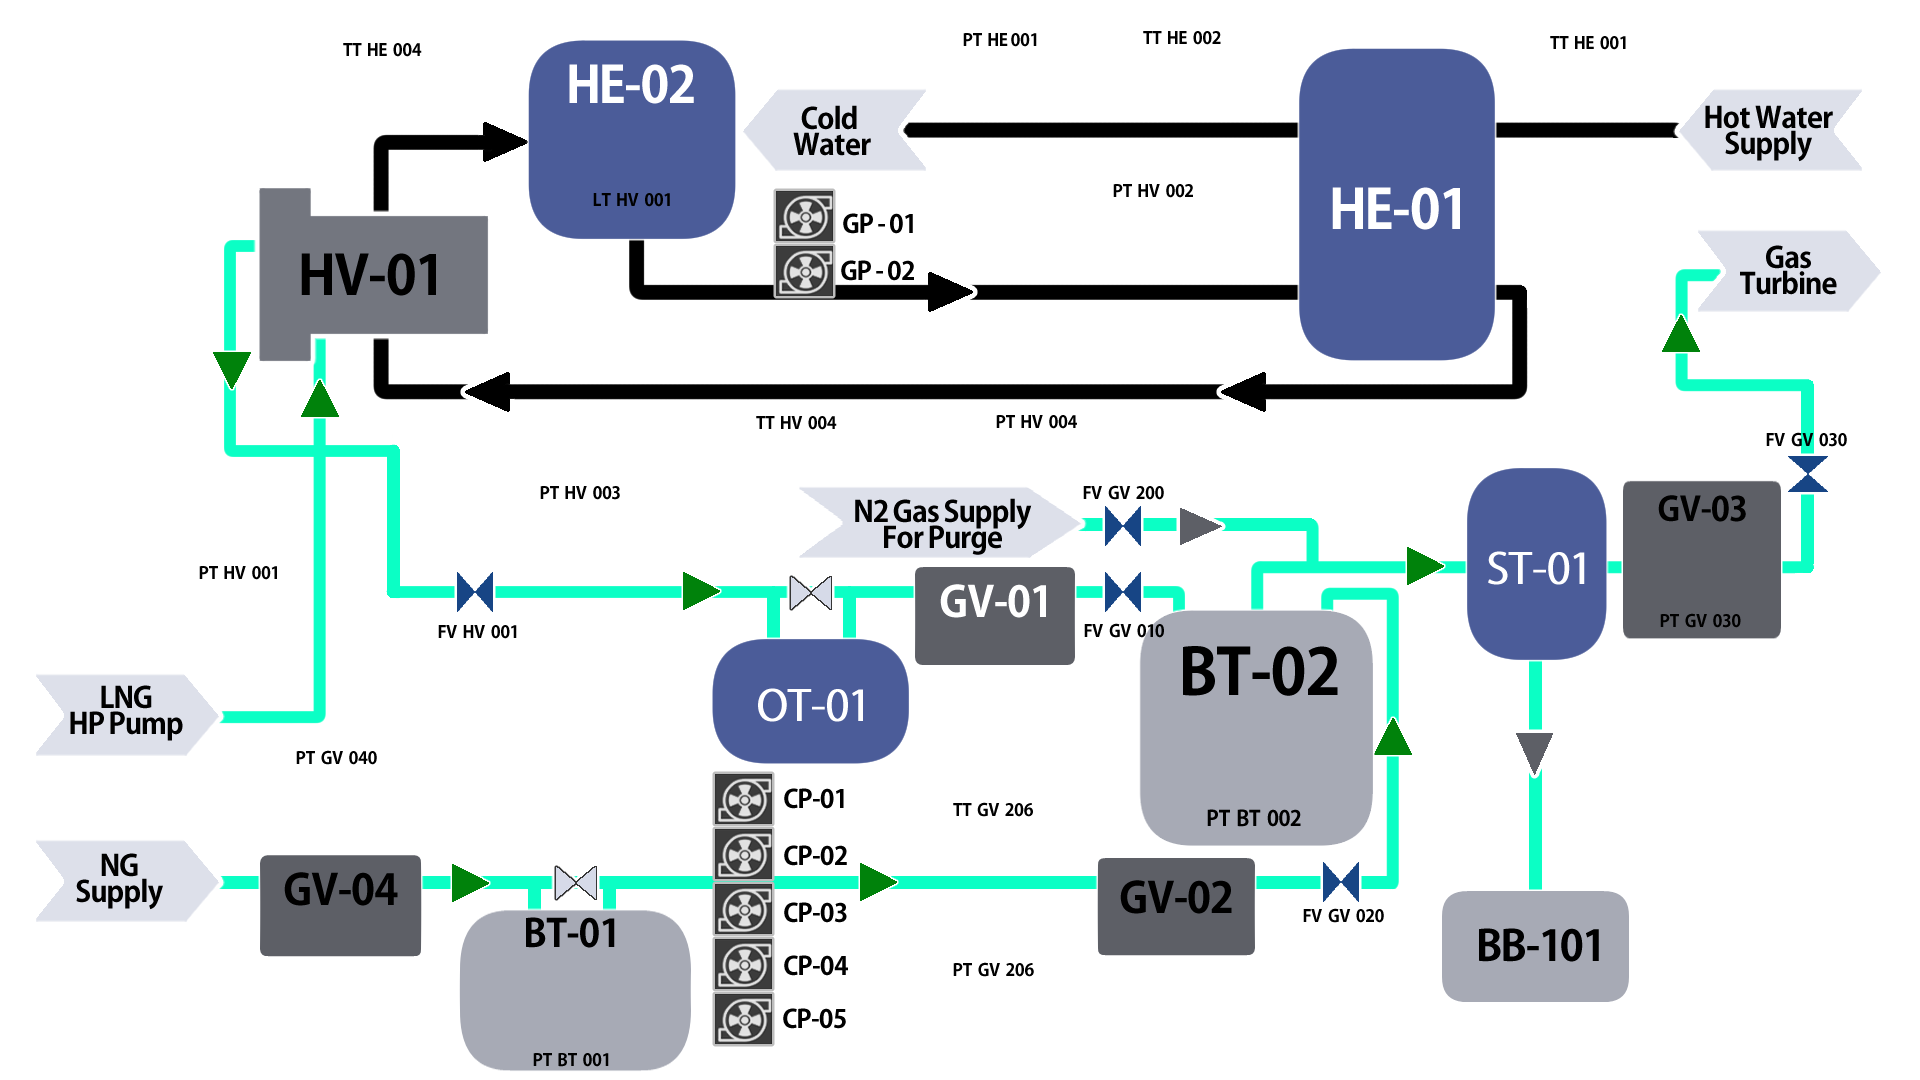 TT HE 004
PT HE 001
TT HE 002
TT HE 001
HE-02
LT HV 001
Cold
Water
Hot Water
Supply
PT HV 002
HE-01
GP - 01
GP - 02
HV-01
Gas
Turbine
TT HV 004
PT HV 004
FV GV 030
PT HV 003
N2 Gas Supply
For Purge
FV GV 200
GV-03
PT GV 030
ST-01
PT HV 001
FV HV 001
GV-01
FV GV 010
BT-02
PT BT 002
OT-01
LNG
HP Pump
PT GV 040
CP-01
CP-02
CP-03
CP-04
CP-05
TT GV 206
NG
Supply
GV-04
BT-01
PT BT 001
GV-02
FV GV 020
PT GV 206
BB-101